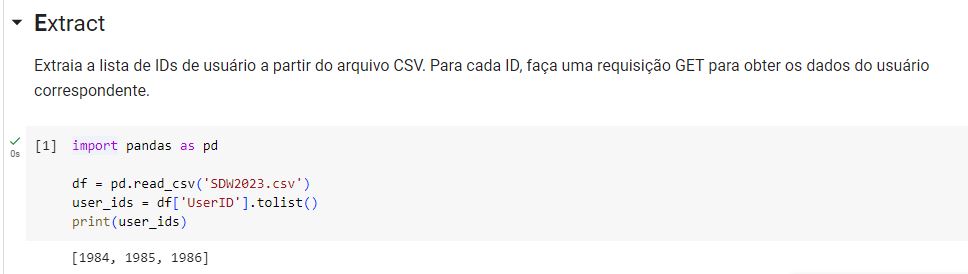 Extract
Extraia a lista de IDs de usuário a partir do arquivo CSV. Para cada ID, faça uma requisição GET para obter os dados do usuário
correspondente.
[1] import pandas as pd
0s
df = pd.read_csv('SDW2023.csv')
user_ids = df['UserID'].tolist()
print(user_ids)
[1984, 1985, 1986]